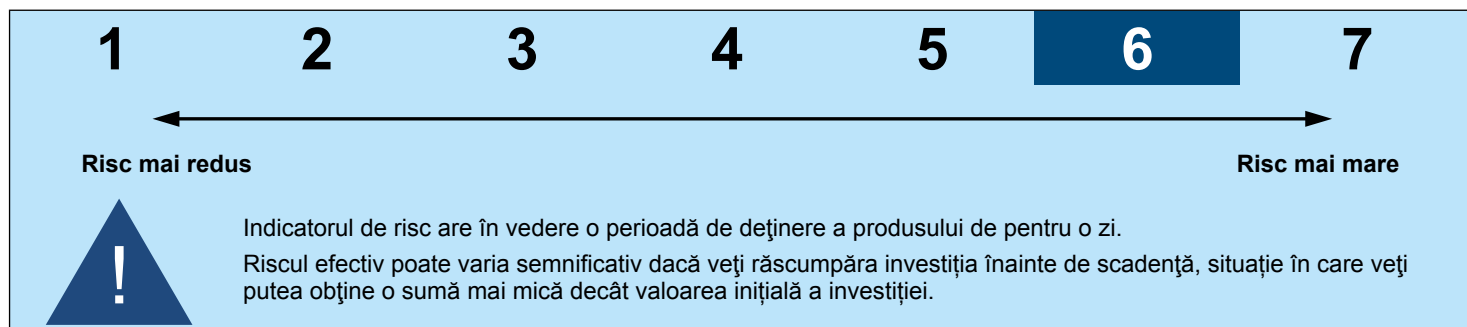 1 2 3 4 5 6 7
Risc mai redus Risc mai mare
!
Indicatorul de risc are în vedere o perioadă de deţinere a produsului de pentru o zi.
Riscul efectiv poate varia semnificativ dacă veţi răscumpăra investiția înainte de scadenţă, situație în care veţi
putea obţine o sumă mai mică decât valoarea inițială a investiției.